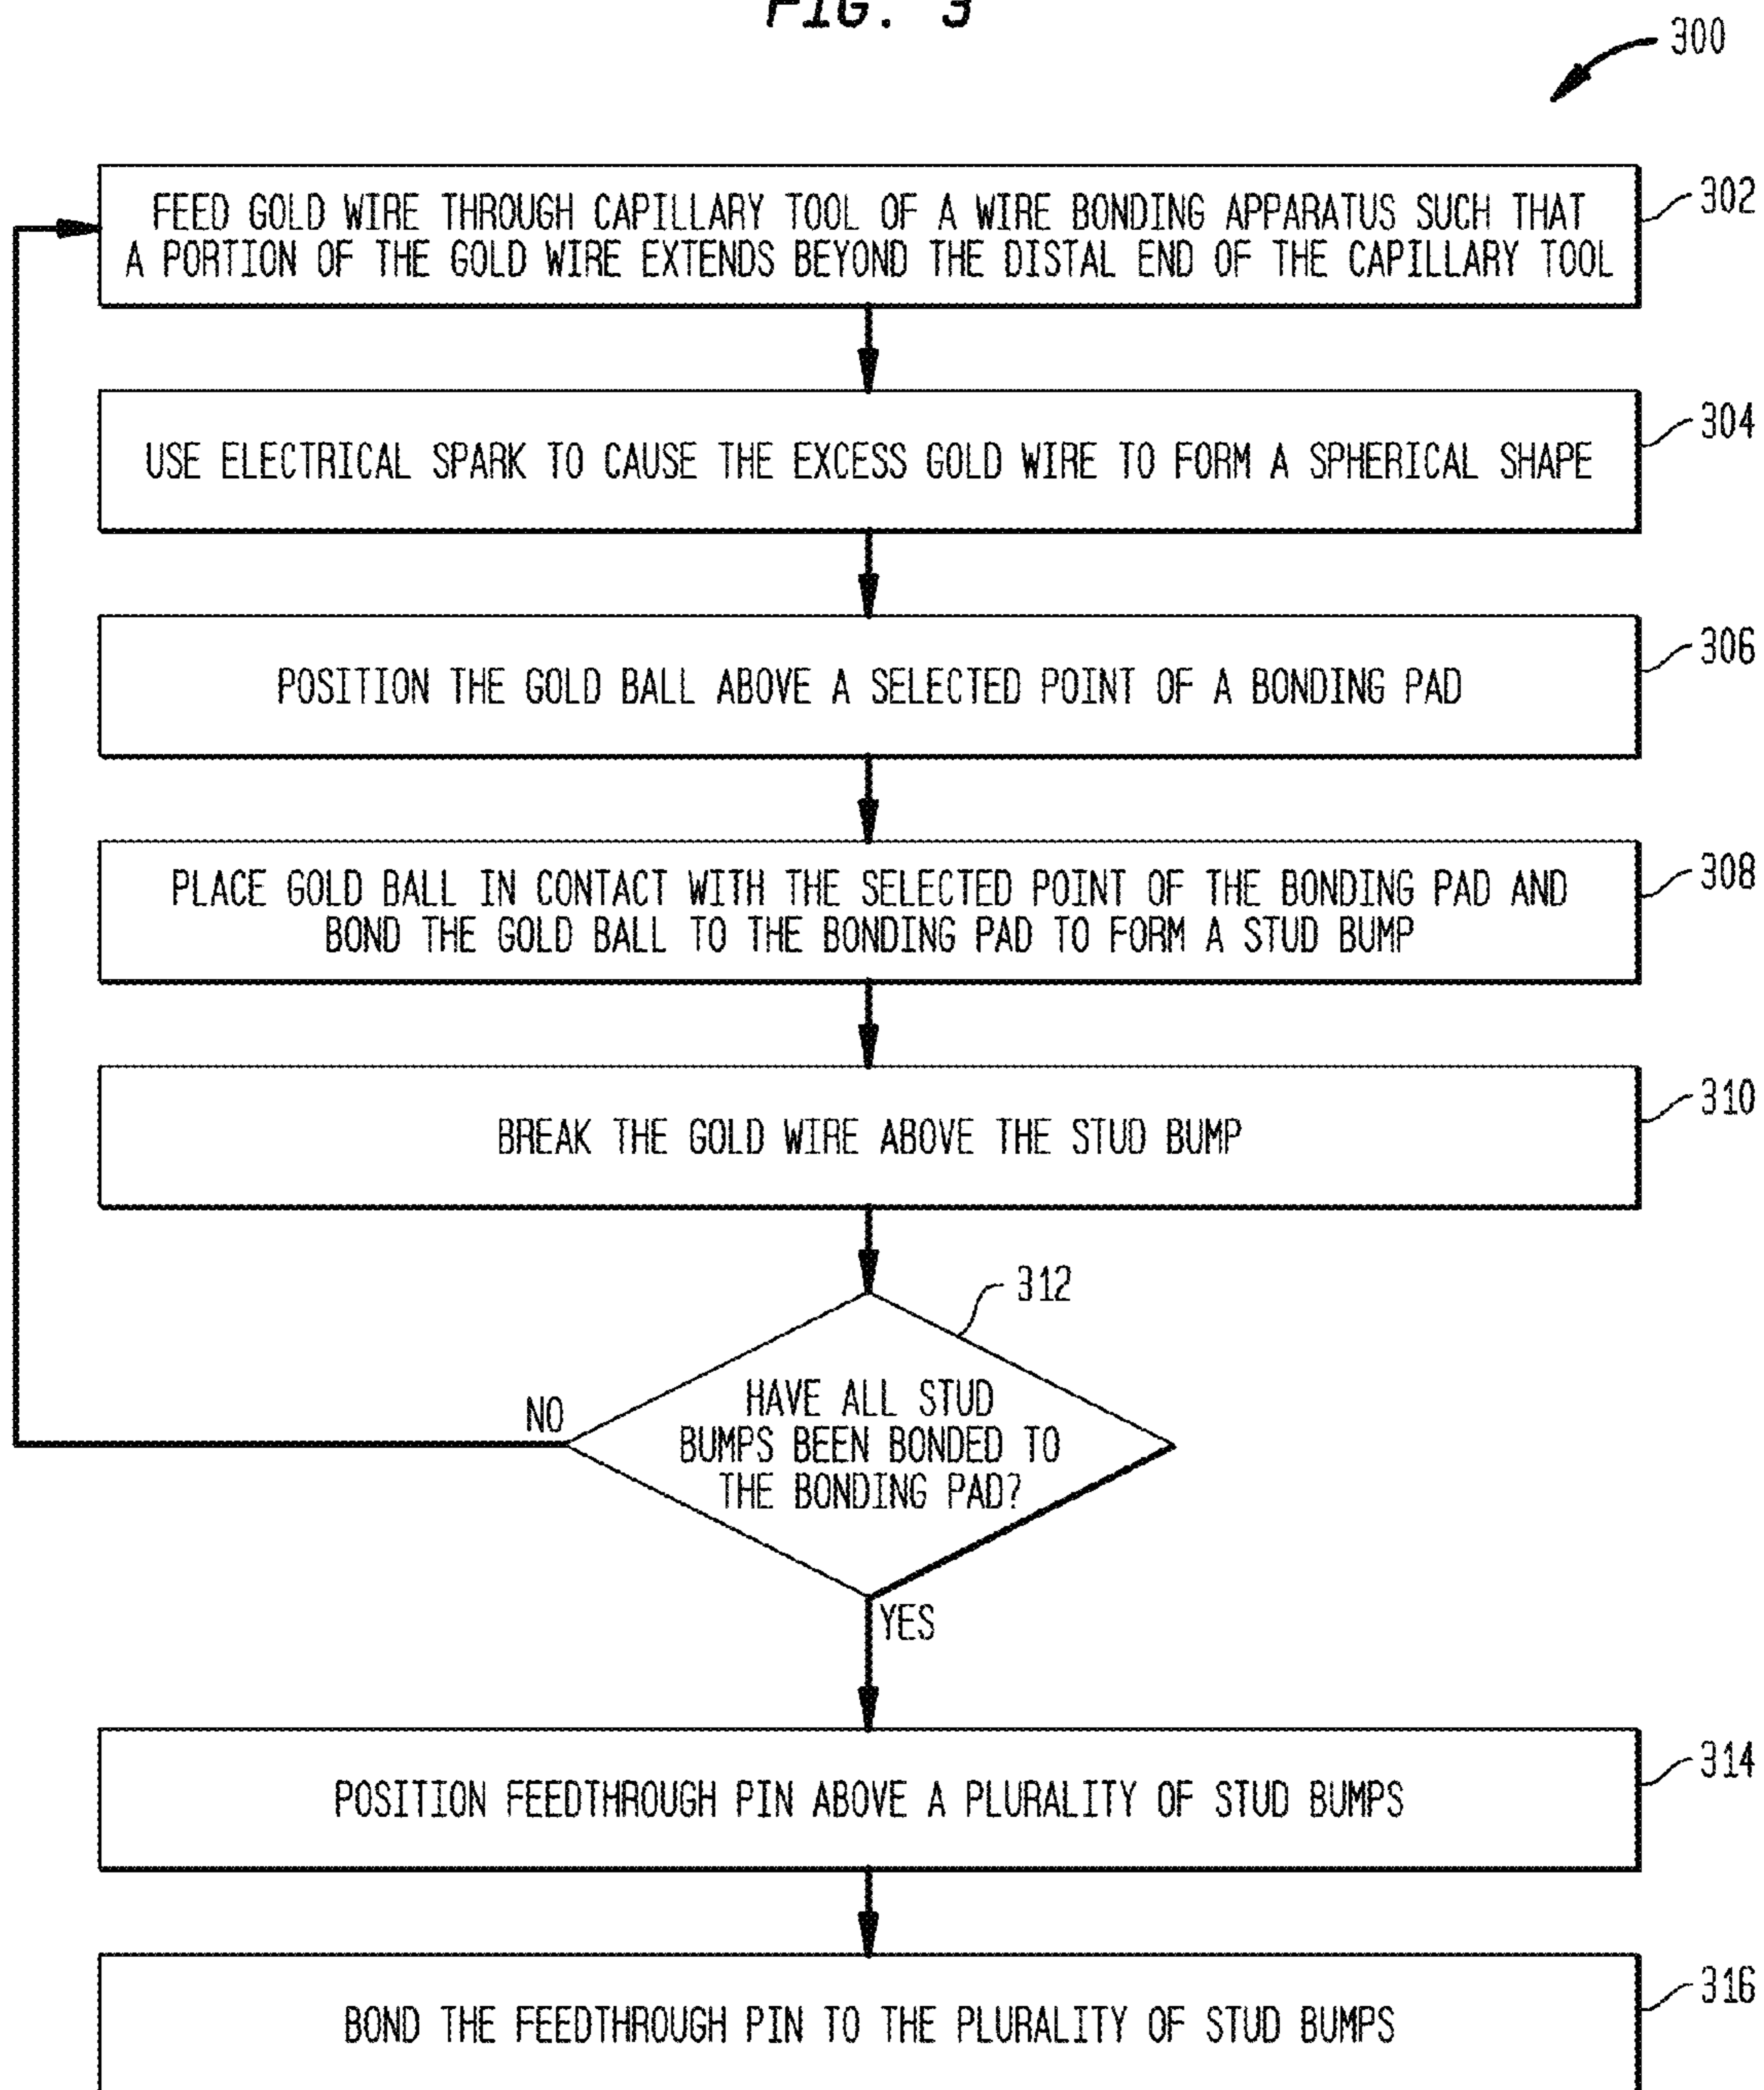 FIG. 3
300
FEED GOLD WIRE THROUGH CAPILLARY TOOL OF A WIRE BONDING APPARATUS SUCH THAT
A PORTION OF THE GOLD WIRE EXTENDS BEYOND THE DISTAL END OF THE CAPILLARY TOOL
302
USE ELECTRICAL SPARK TO CAUSE THE EXCESS GOLD WIRE TO FORM A SPHERICAL SHAPE
304
POSITION THE GOLD BALL ABOVE A SELECTED POINT OF A BONDING PAD
306
PLACE GOLD BALL IN CONTACT WITH THE SELECTED POINT OF THE BONDING PAD AND
BOND THE GOLD BALL TO THE BONDING PAD TO FORM A STUD BUMP
308
BREAK THE GOLD WIRE ABOVE THE STUD BUMP
310
312
HAVE ALL STUD
BUMPS BEEN BONDED TO
THE BONDING PAD?
NO
YES
POSITION FEEDTHROUGH PIN ABOVE A PLURALITY OF STUD BUMPS
314
BOND THE FEEDTHROUGH PIN TO THE PLURALITY OF STUD BUMPS
316